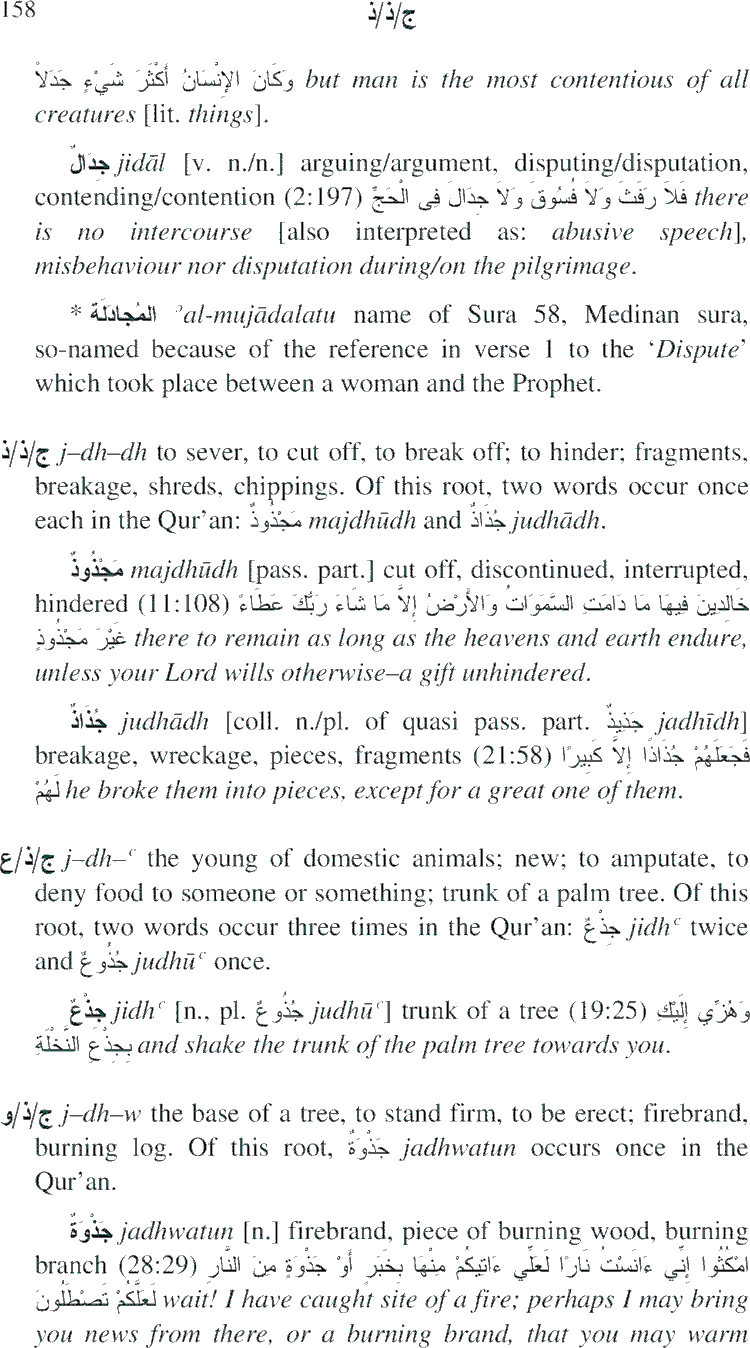 158 ج/ذ/ذ
وَكَانَ الإِنْسَانُ أَكْثَرَ شَيْءٍ جَدَلاً but man is the most contentious of all
creatures [lit. things].
جِدَالٌ jidāl [v. n./n.] arguing/argument, disputing/disputation,
contending/contention (2:197) فَلاَ رَفَثَ وَلاَ فُسُوقَ وَلاَ جِدَالَ فِى الْحَجِّ there
is no intercourse [also interpreted as: abusive speech],
misbehaviour nor disputation during/on the pilgrimage.
* المُجادَلَة ʾal-mujādalatu name of Sura 58, Medinan sura,
so-named because of the reference in verse 1 to the ‘Dispute’
which took place between a woman and the Prophet.
ج/ذ/ذ j–dh–dh to sever, to cut off, to break off; to hinder; fragments,
breakage, shreds, chippings. Of this root, two words occur once
each in the Qur’an: مَجْذُوذٌ majdhūdh and جُذَاذٌ judhādh.
مَجْذُوذٌ majdhūdh [pass. part.] cut off, discontinued, interrupted,
hindered (11:108) خَالِدِينَ فِيهَا مَا دَامَتِ السَّمَوَاتُ وَالأَرْضُ إِلاَّ مَا شَاءَ رَبُّكَ عَطَاءً
غَيْرَ مَجْذُوذٍ there to remain as long as the heavens and earth endure,
unless your Lord wills otherwise–a gift unhindered.
جُذَاذٌ judhādh [coll. n./pl. of quasi pass. part. جَذِيذٌ jadhīdh]
breakage, wreckage, pieces, fragments (21:58) فَجَعَلَهُمْ جُذَاذًا إِلاَّ كَبِيرًا
لَهُمْ he broke them into pieces, except for a great one of them.
ج/ذ/ع j–dh–ʿ the young of domestic animals; new; to amputate, to
deny food to someone or something; trunk of a palm tree. Of this
root, two words occur three times in the Qur’an: جِذْعٌ jidhʿ twice
and جُذُوعٌ judhūʿ once.
جِذْعٌ jidhʿ [n., pl. جُذُوعٌ judhūʿ] trunk of a tree (19:25) وَهُزِّي إِلَيْكِ
بِجِذْعِ النَّخْلَةِ and shake the trunk of the palm tree towards you.
ج/ذ/و j–dh–w the base of a tree, to stand firm, to be erect; firebrand,
burning log. Of this root, جَذْوَةٌ jadhwatun occurs once in the
Qur’an.
جَذْوَةٌ jadhwatun [n.] firebrand, piece of burning wood, burning
branch (28:29) امْكُثُوا إِنِّي ءَانَسْتُ نَارًا لَعَلِّي ءَاتِيكُمْ مِنْهَا بِخَبَرٍ أَوْ جَذْوَةٍ مِنَ النَّارِ
لَعَلَّكُمْ تَصْطَلُونَ wait! I have caught site of a fire; perhaps I may bring
you news from there, or a burning brand, that you may warm